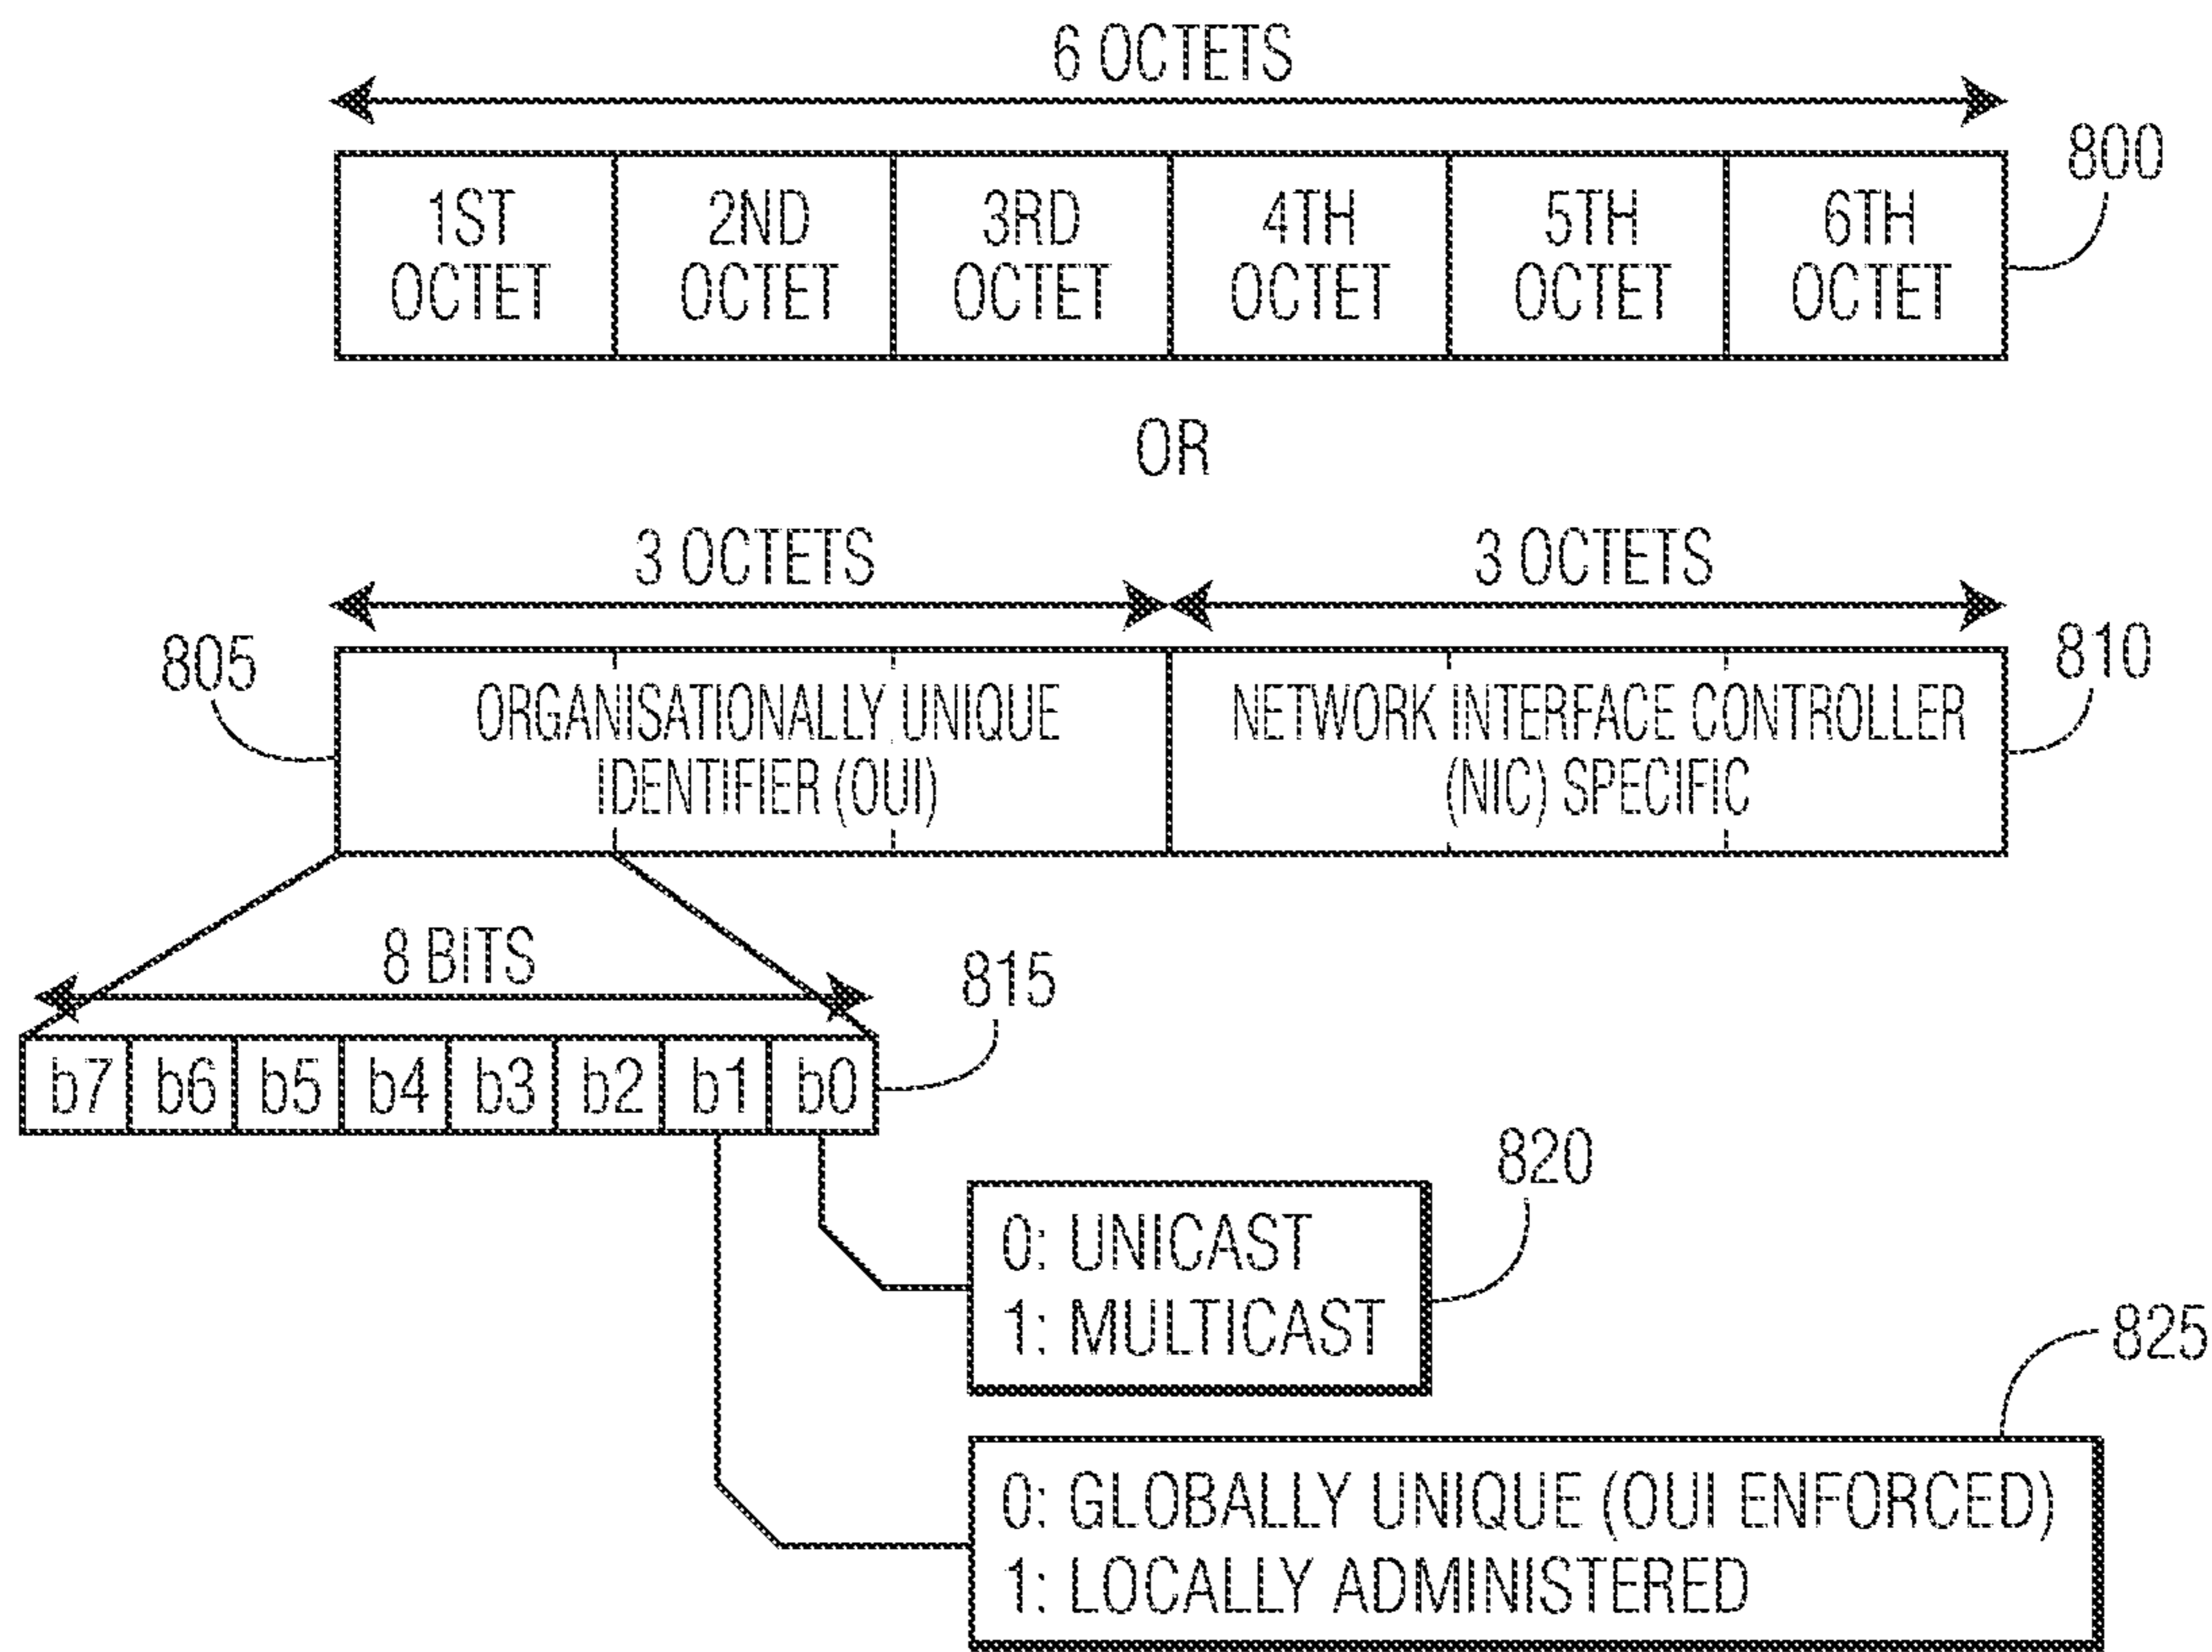 6 OCTETS
800
1ST OCTET
2ND OCTET
3RD OCTET
4TH OCTET
5TH OCTET
6TH OCTET
OR
3 OCTETS
3 OCTETS
805
810
ORGANISATIONALLY UNIQUE
IDENTIFIER (OUI)
NETWORK INTERFACE CONTROLLER
(NIC) SPECIFIC
8 BITS
815
b7 b6 b5 b4 b3 b2 b1 b0
820
0: UNICAST
1: MULTICAST
825
0: GLOBALLY UNIQUE (OUI ENFORCED)
1: LOCALLY ADMINISTERED